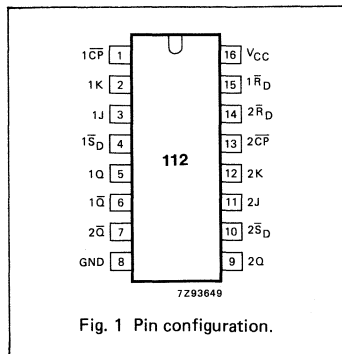 1C̅P̅ 1 16 VCC
1K 2 15 1R̅D
1J 3 14 2R̅D
1S̅D 4 13 2C̅P̅
112
1Q 5 12 2K
1Q̅ 6 11 2J
2Q̅ 7 10 2S̅D
GND 8 9 2Q
7Z93649
Fig. 1 Pin configuration.